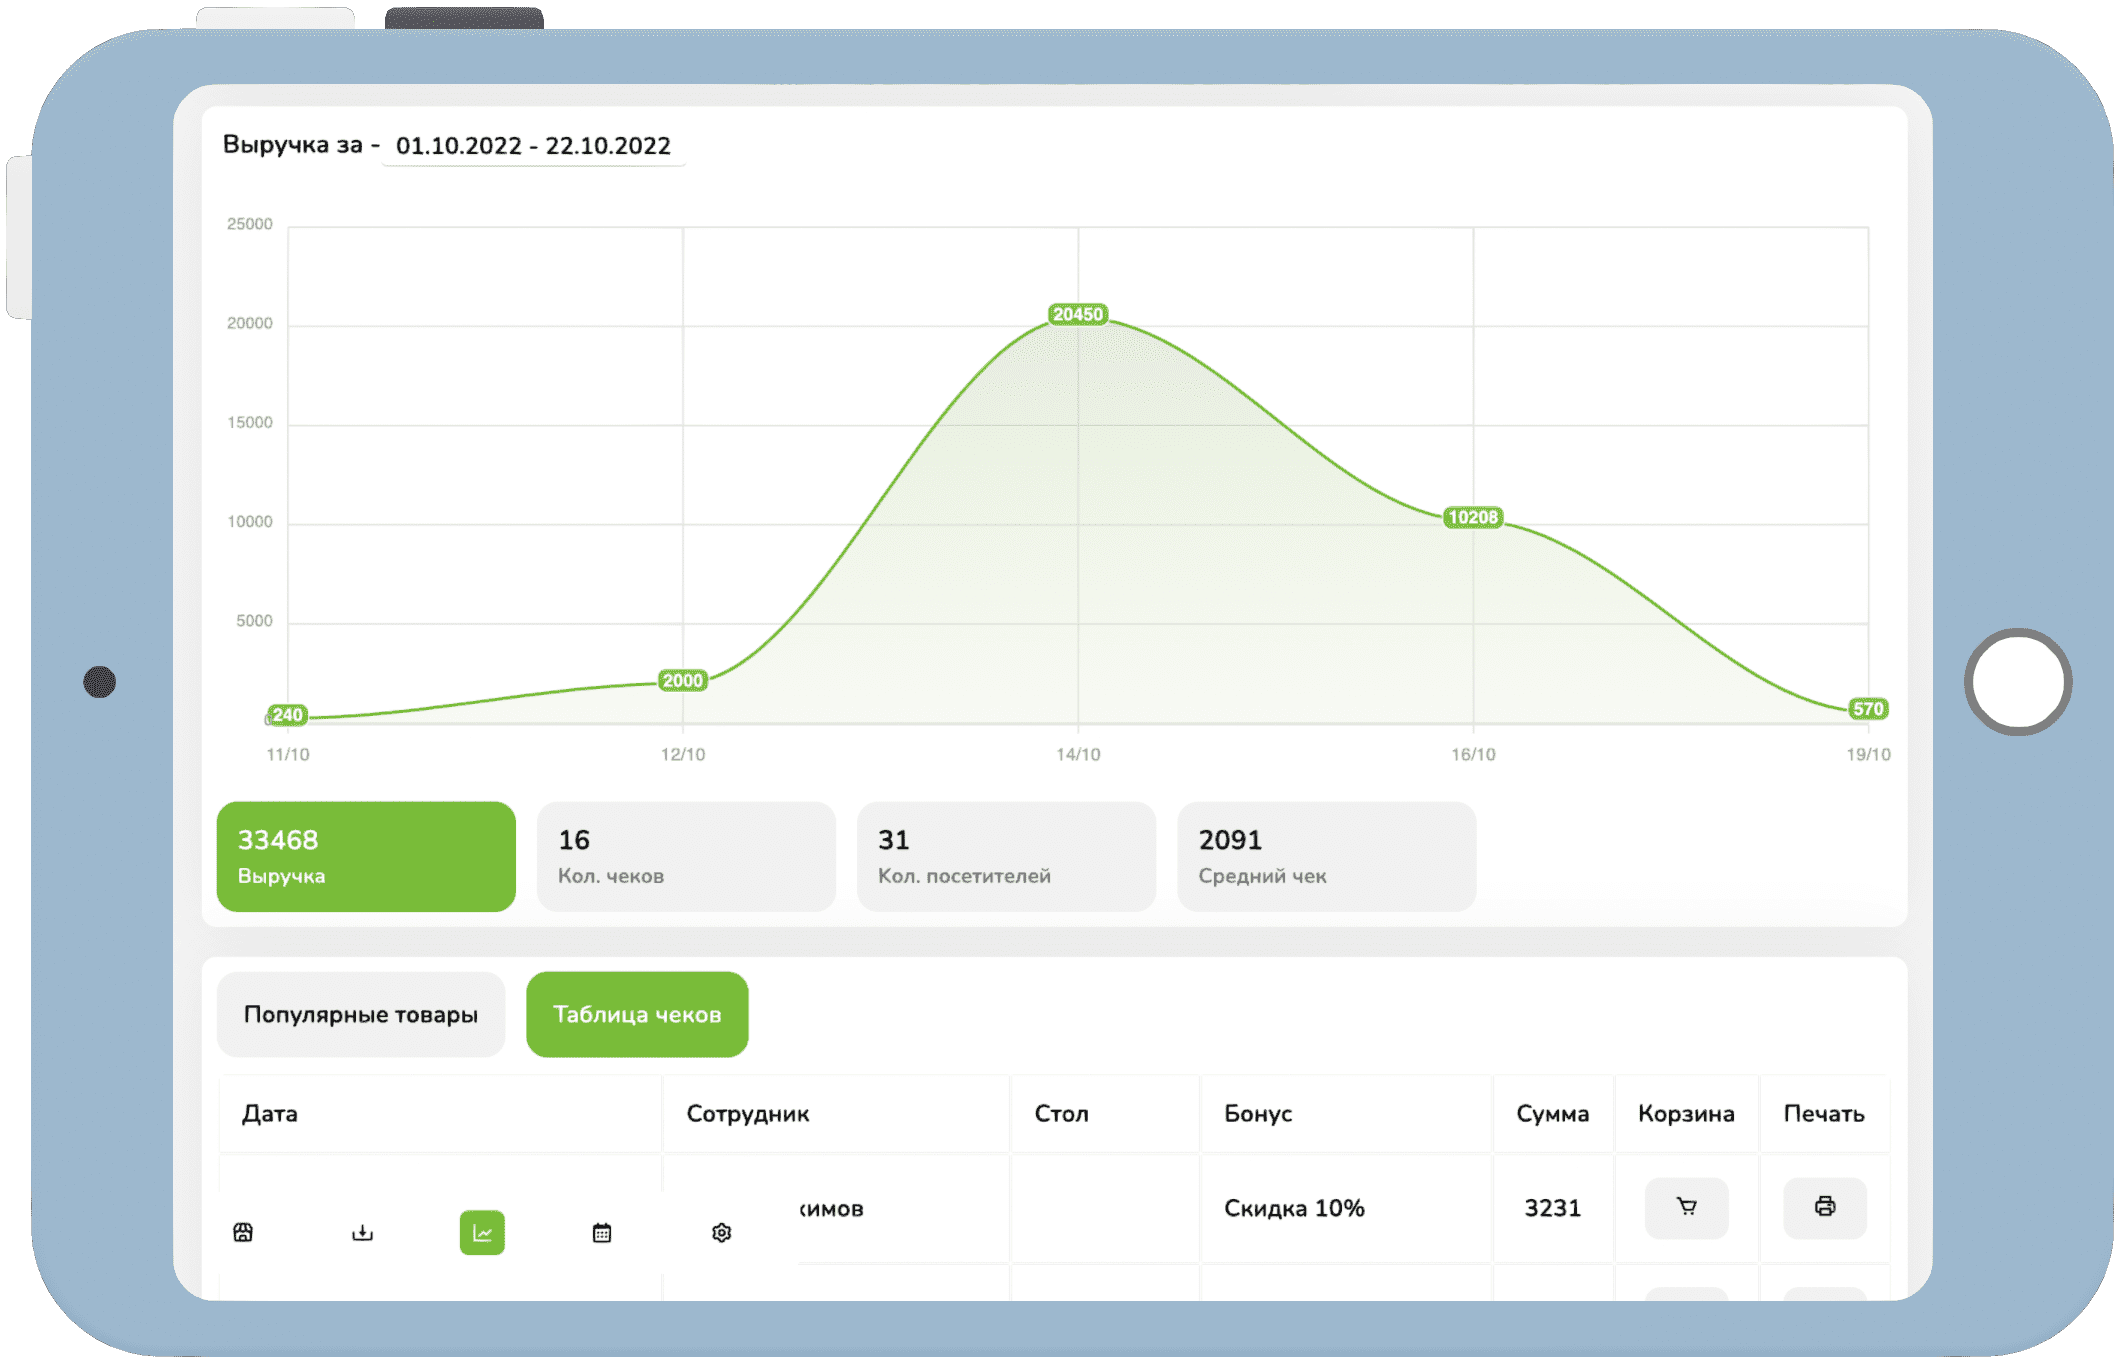 Выручка за - 01.10.2022 - 22.10.2022
25000
20000
15000
10000
5000
20450
10208
2000
240
570
11/10 12/10 14/10 16/10 19/10
33468 16 31 2091
Выручка Кол. чеков Кол. посетителей Средний чек
Популярные товары Таблица чеков
Дата Сотрудник Стол Бонус Сумма Корзина Печать
Скидка 10% 3231